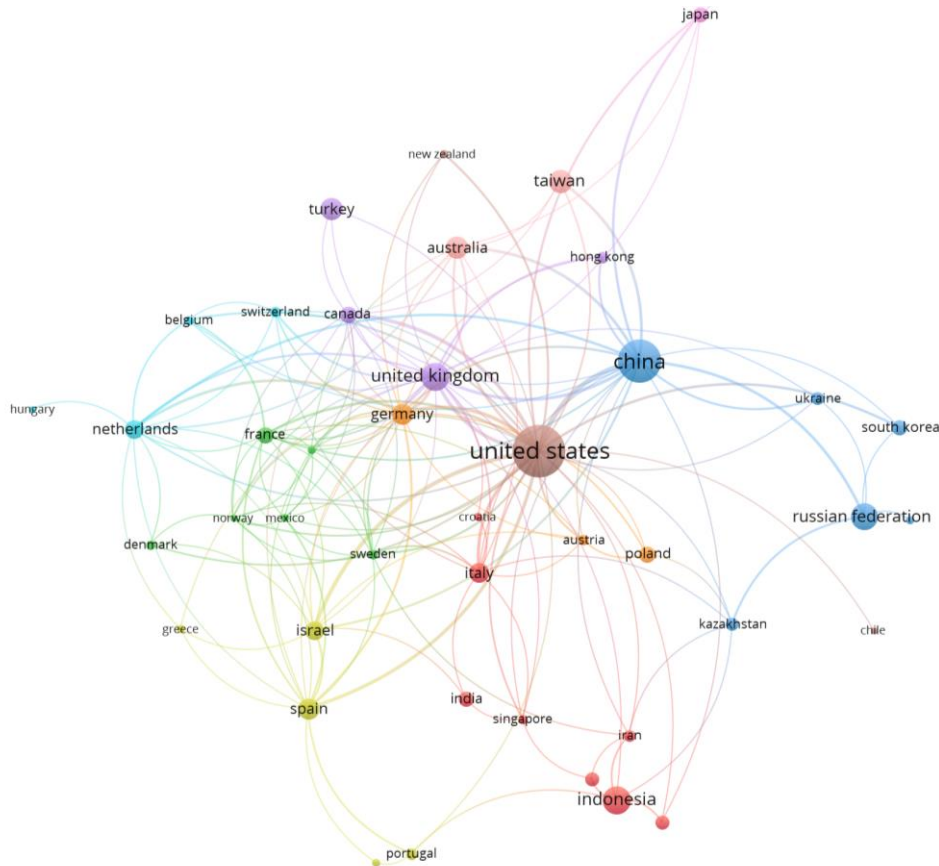 japan
new zealand
taiwan
turkey
australia
hong kong
switzerland
belgium
canada
china
united kingdom
ukraine
hungary
germany
netherlands
france
south korea
united states
norway
mexico
croatia
russian federation
denmark
sweden
austria
poland
italy
greece
israel
kazakhstan
chile
india
spain
singapore
iran
indonesia
portugal